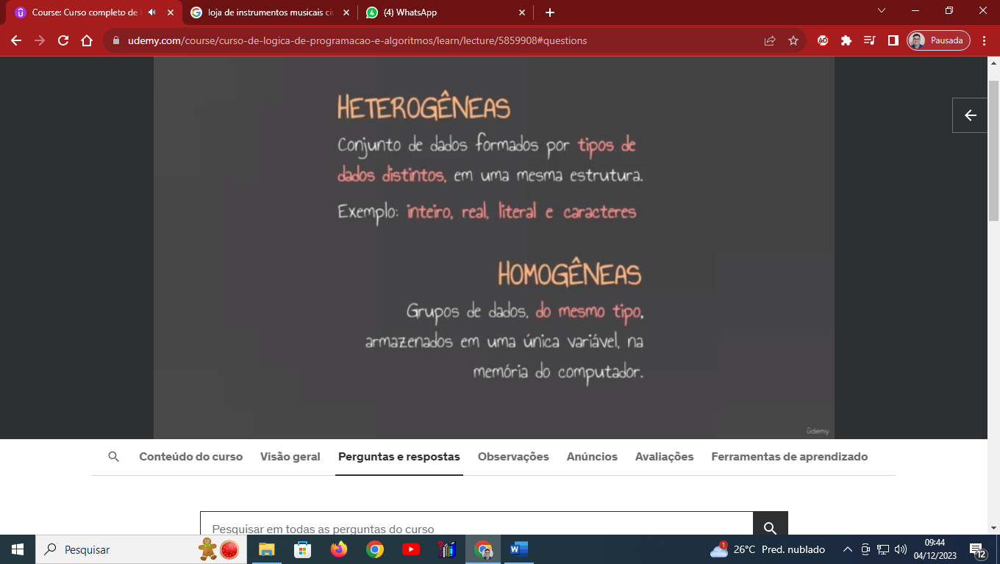 Course: Curso completo de
loja de instrumentos musicais
(4) WhatsApp
udemy.com/course/curso-de-logica-de-programacao-e-algoritmos/learn/lecture/5859908#questions
Pausada
HETEROGÊNEAS
Conjunto de dados formados por tipos de
dados distintos, em uma mesma estrutura.
Exemplo: inteiro, real, literal e caracteres
HOMOGÊNEAS
Grupos de dados, do mesmo tipo,
armazenados em uma única variável, na
memória do computador.
ûdemy
Conteúdo do curso Visão geral Perguntas e respostas Observações Anúncios Avaliações Ferramentas de aprendizado
Pesquisar em todas as perguntas do curso
Pesquisar
1
26°C Pred. nublado
09:44
04/12/2023
12